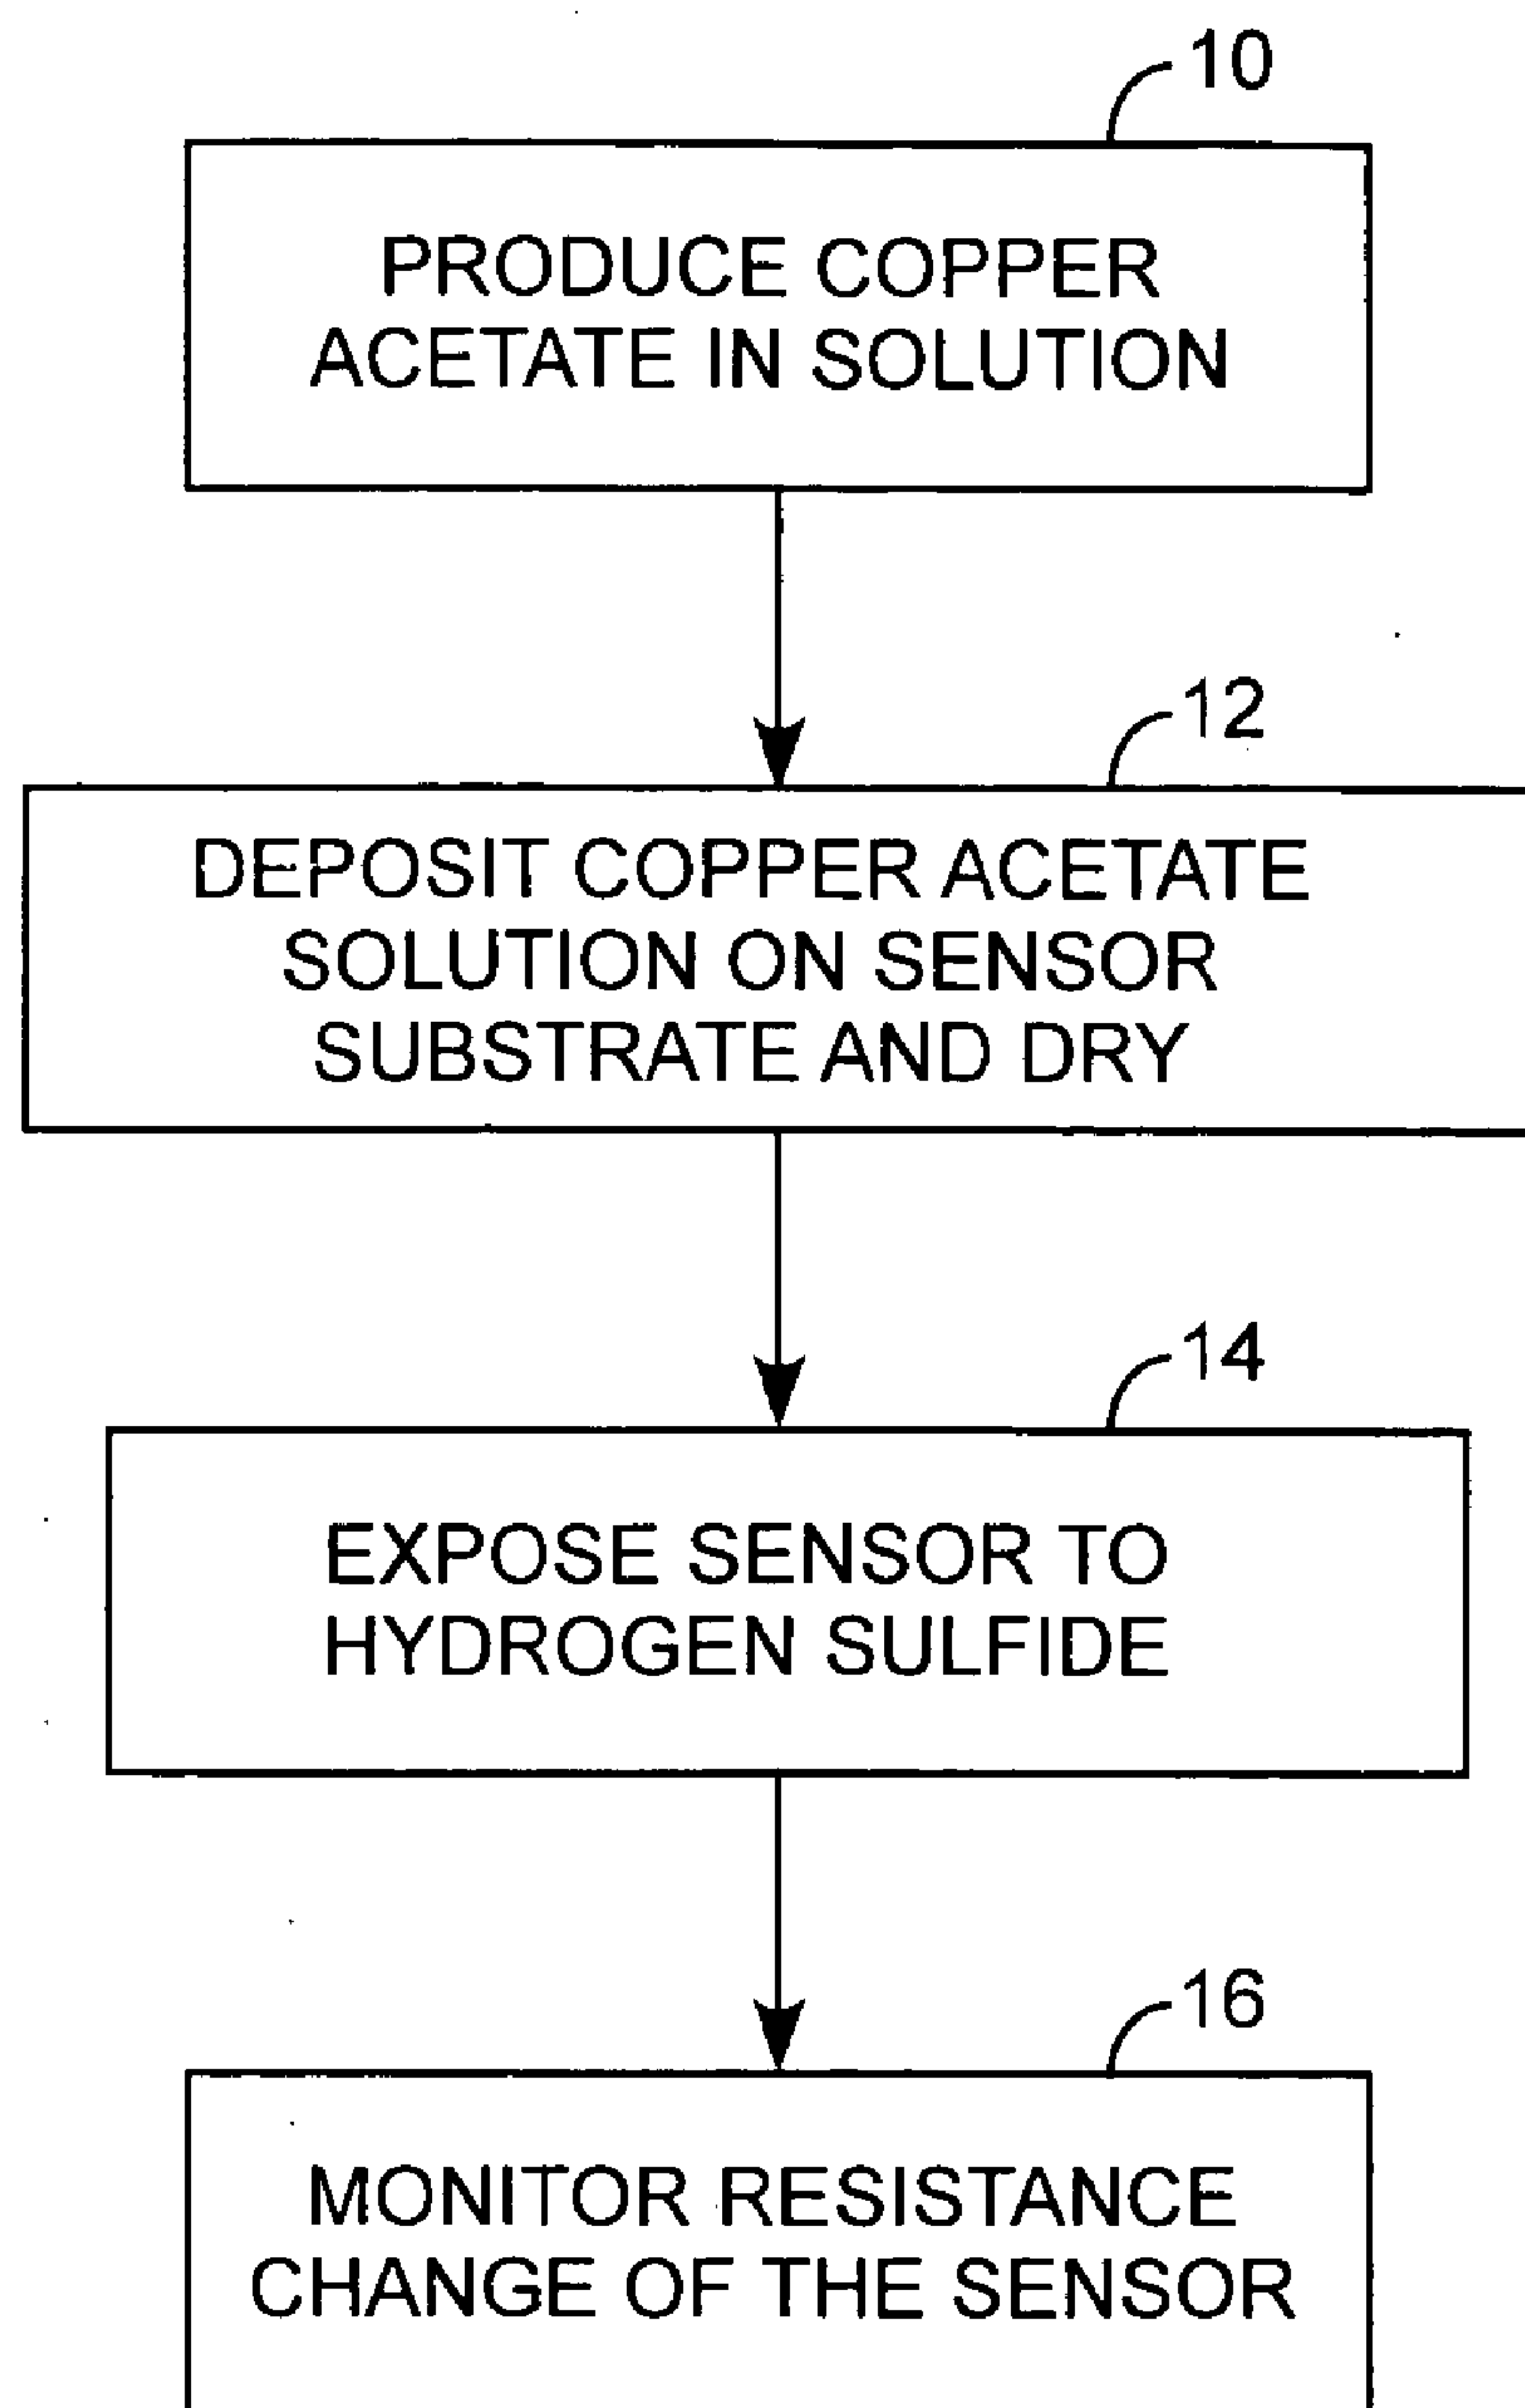 10
PRODUCE COPPER
ACETATE IN SOLUTION
12
DEPOSIT COPPER ACETATE
SOLUTION ON SENSOR
SUBSTRATE AND DRY
14
EXPOSE SENSOR TO
HYDROGEN SULFIDE
16
MONITOR RESISTANCE
CHANGE OF THE SENSOR